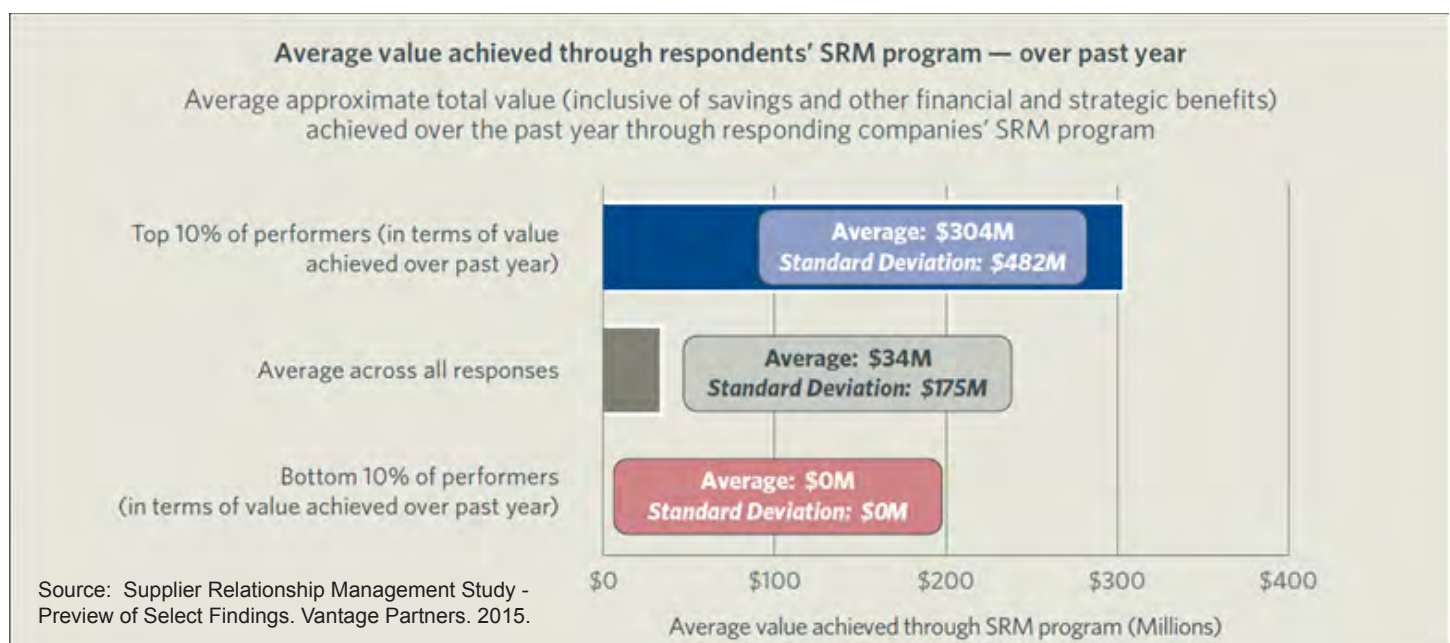 Average value achieved through respondents' SRM program — over past year
Average approximate total value (inclusive of savings and other financial and strategic benefits)
achieved over the past year through responding companies' SRM program
Top 10% of performers (in terms of value
achieved over past year)
Average: $304M
Standard Deviation: $482M
Average across all responses
Average: $34M
Standard Deviation: $175M
Bottom 10% of performers
(in terms of value achieved over past year)
Average: $0M
Standard Deviation: $0M
$0 $100 $200 $300 $400
Average value achieved through SRM program (Millions)
Source: Supplier Relationship Management Study -
Preview of Select Findings. Vantage Partners. 2015.